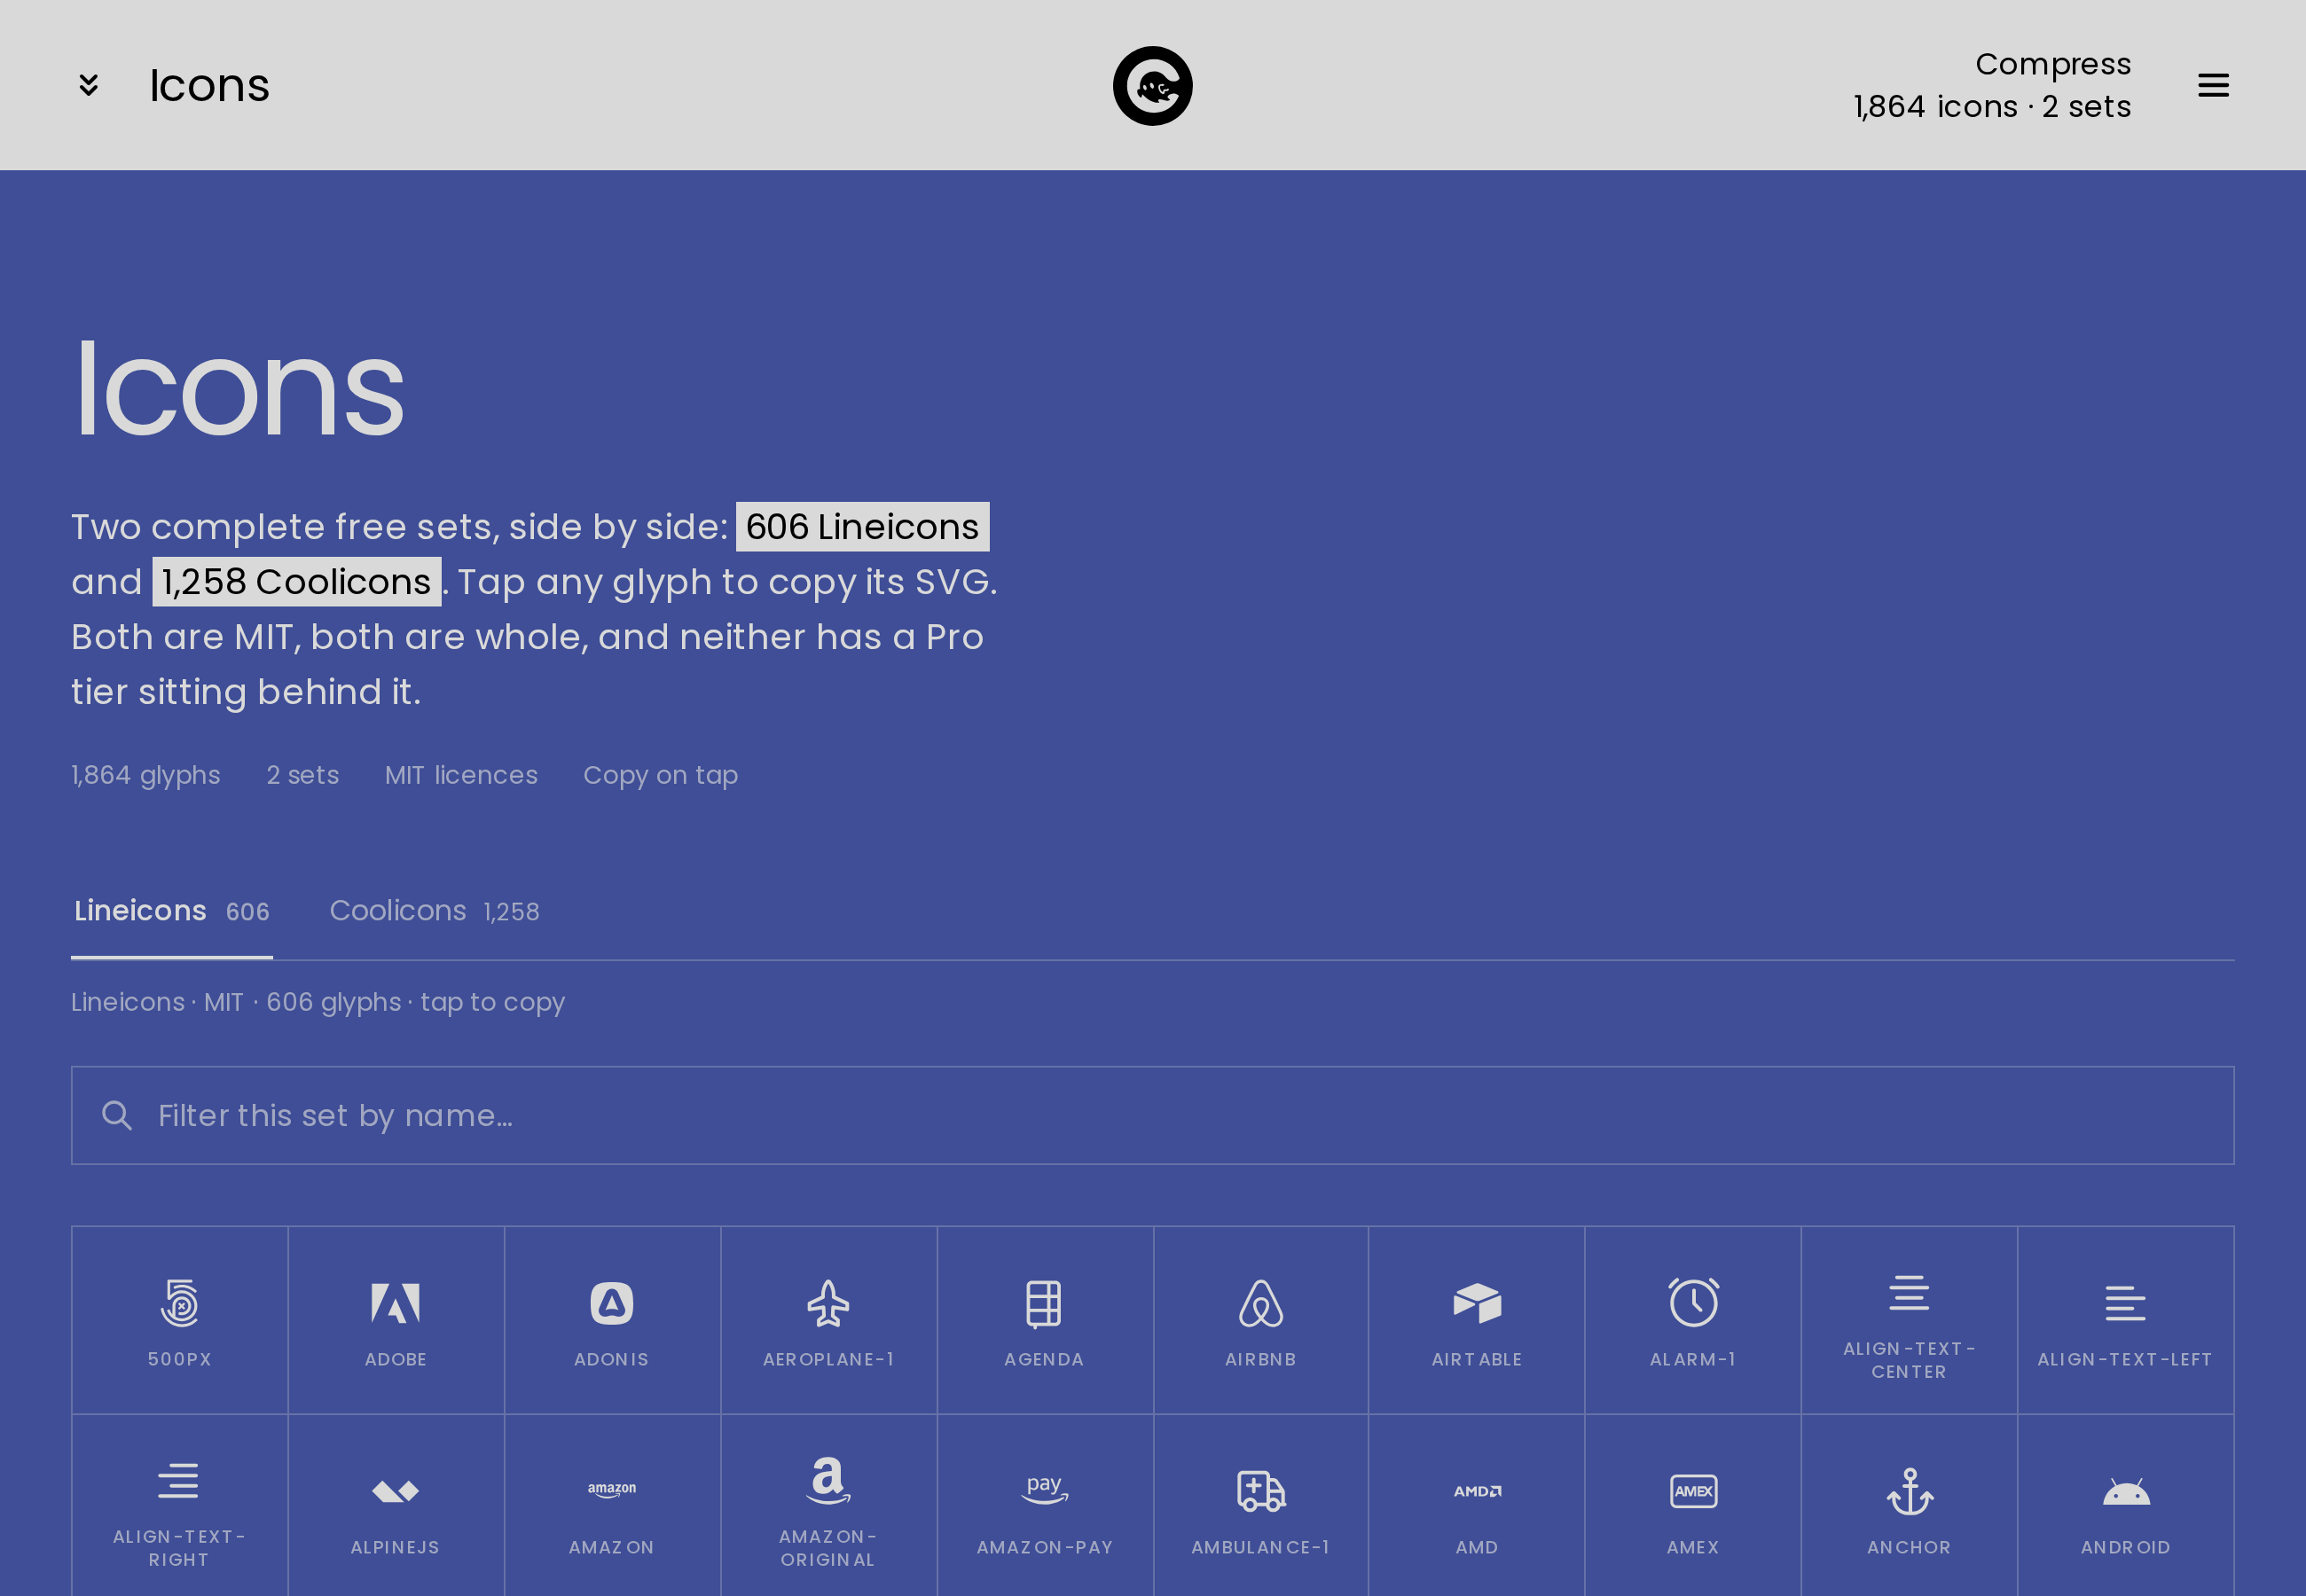 Icons
Compress
1,864 icons · 2 sets
Icons
Two complete free sets, side by side: 606 Lineicons
and 1,258 Coolicons. Tap any glyph to copy its SVG.
Both are MIT, both are whole, and neither has a Pro
tier sitting behind it.
1,864 glyphs 2 sets MIT licences Copy on tap
Lineicons 606 Coolicons 1,258
Lineicons · MIT · 606 glyphs · tap to copy
Filter this set by name…
500PX
ADOBE
ADONIS
AEROPLANE-1
AGENDA
AIRBNB
AIRTABLE
ALARM-1
ALIGN-TEXT-
CENTER
ALIGN-TEXT-LEFT
ALIGN-TEXT-
RIGHT
ALPINEJS
amazon
AMAZON
a
AMAZON-
ORIGINAL
pay
AMAZON-PAY
AMBULANCE-1
AMD
AMD
AMEX
AMEX
ANCHOR
ANDROID